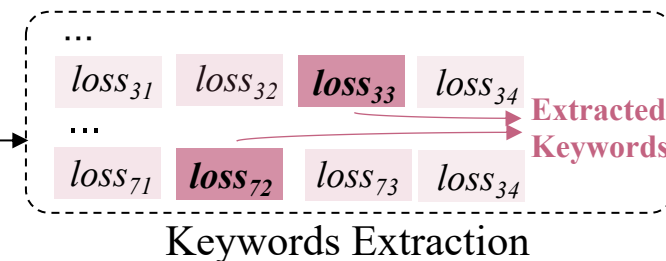 ...
loss31 loss32 loss33 loss34
Extracted
...
Keywords
loss71 loss72 loss73 loss34
Keywords Extraction